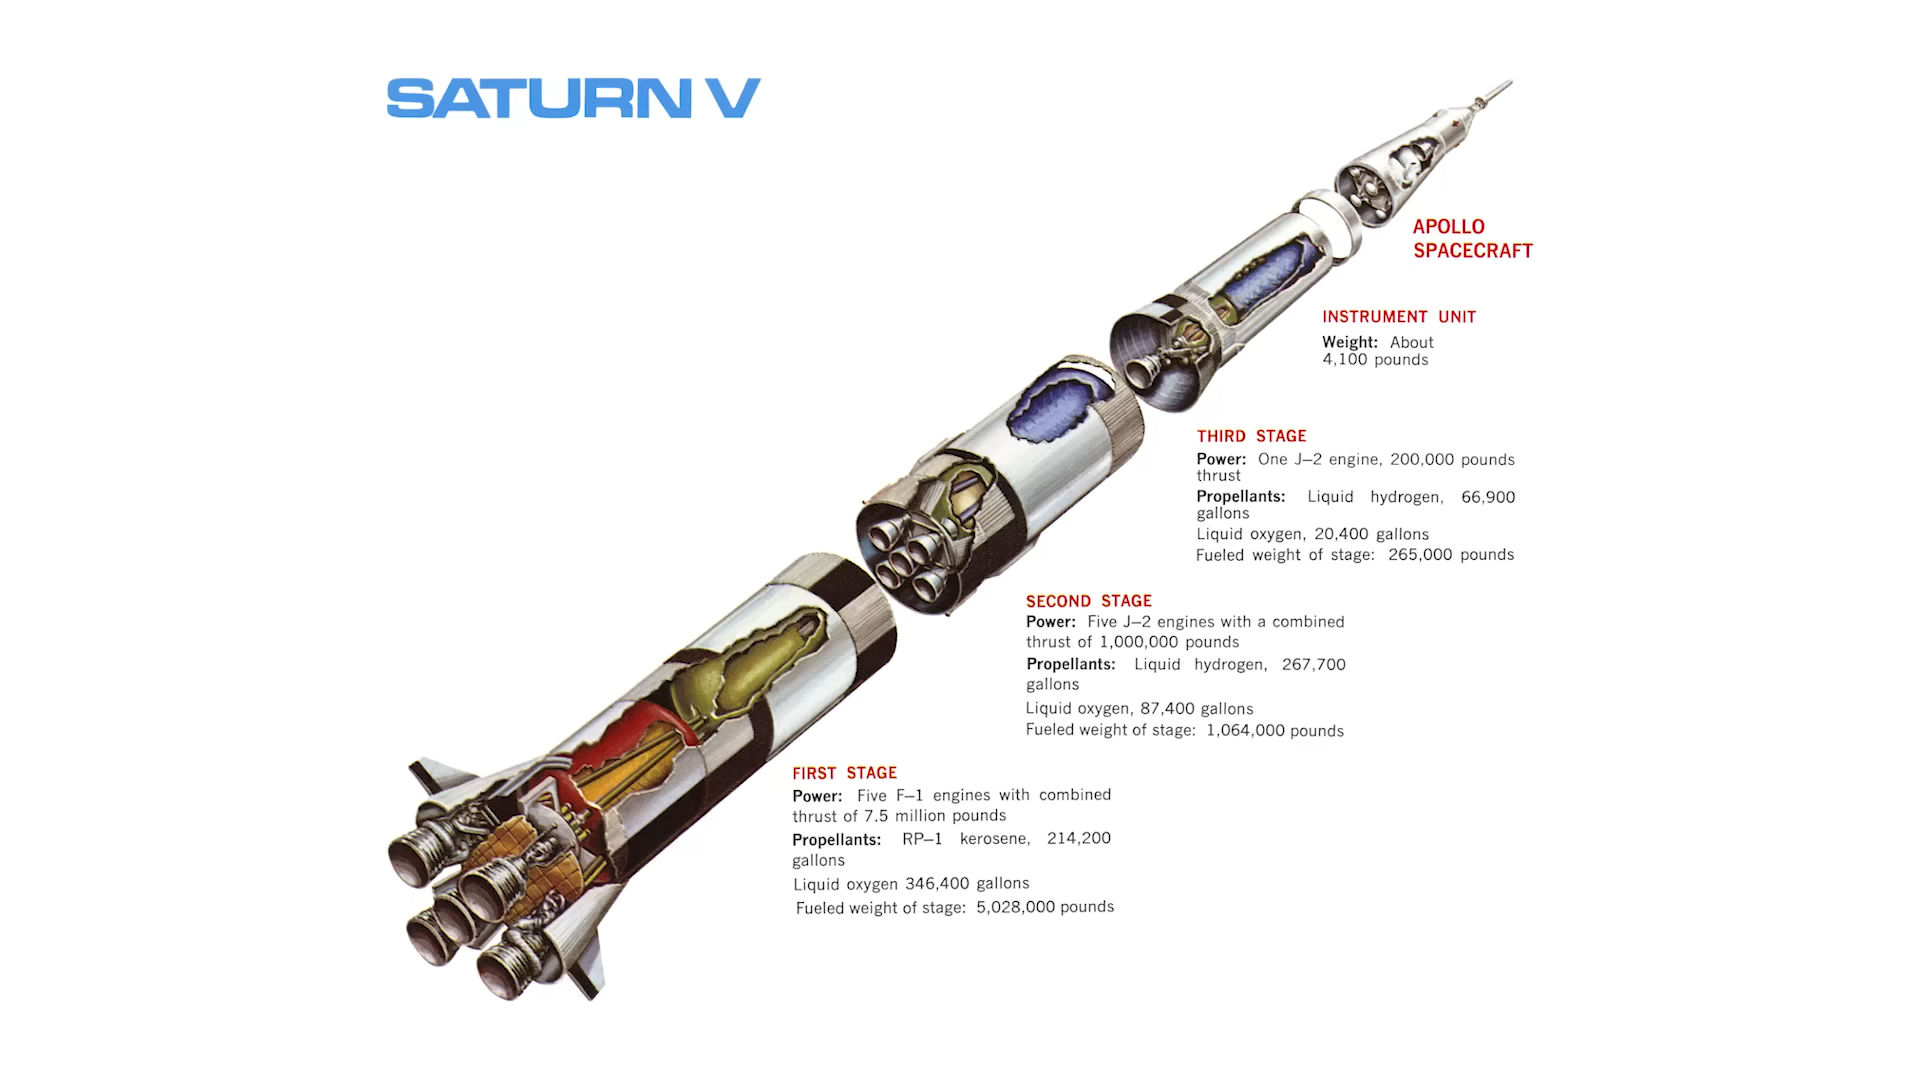 SATURN V
APOLLO
SPACECRAFT
INSTRUMENT UNIT
Weight: About
4,100 pounds
THIRD STAGE
Power: One J–2 engine, 200,000 pounds
thrust
Propellants: Liquid hydrogen, 66,900
gallons
Liquid oxygen, 20,400 gallons
Fueled weight of stage: 265,000 pounds
SECOND STAGE
Power: Five J–2 engines with a combined
thrust of 1,000,000 pounds
Propellants: Liquid hydrogen, 267,700
gallons
Liquid oxygen, 87,400 gallons
Fueled weight of stage: 1,064,000 pounds
FIRST STAGE
Power: Five F–1 engines with combined
thrust of 7.5 million pounds
Propellants: RP–1 kerosene, 214,200
gallons
Liquid oxygen 346,400 gallons
Fueled weight of stage: 5,028,000 pounds